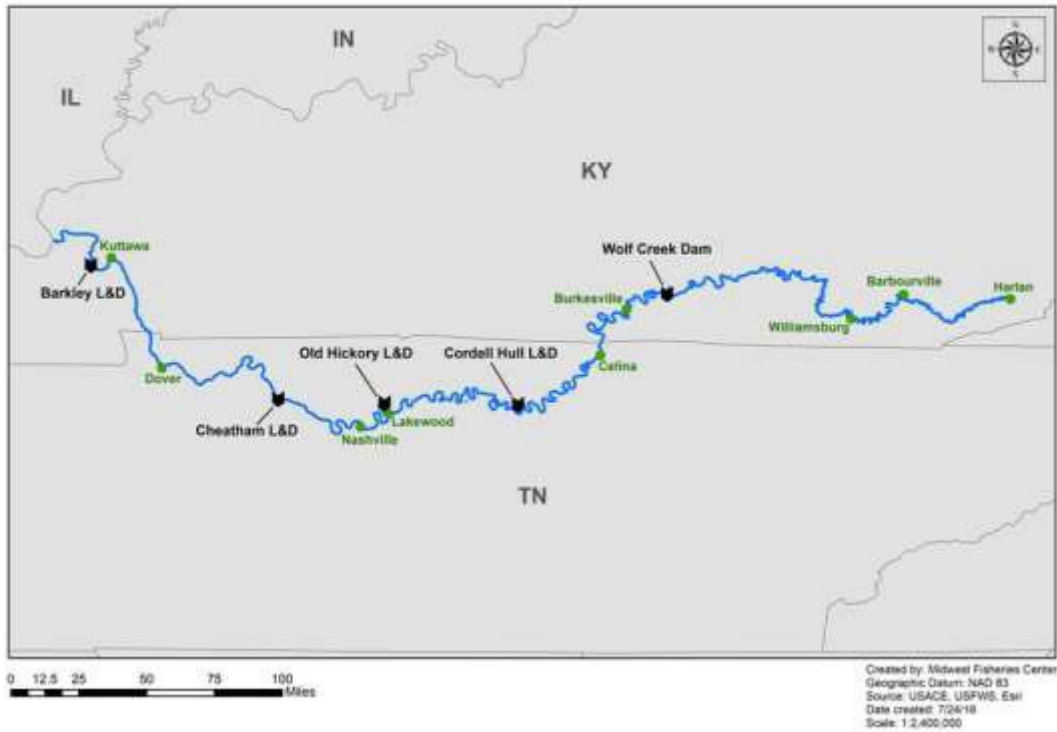 IN
IL
N
KY
Kuttawa
Wolf Creek Dam
Barkley L&D
Burkesville
Barbourville
Harlan
Williamsburg
Old Hickory L&D
Cordell Hull L&D
Celina
Dover
Cheatham L&D
Lakewood
Nashville
TN
0 12.5 25 50 75 100
Miles
Created by: Midwest Fisheries Center
Geographic Datum: NAD 83
Source: USACE, USFWS, Esri
Date created: 7/24/18
Scale: 1:2,400,000